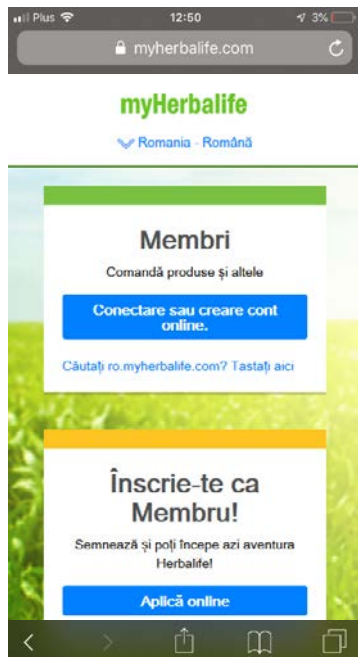 Plus 12:50 3%
myherbalife.com
myHerbalife
Romania - Română
Membri
Comandă produse și altele
Conectare sau creare cont
online.
Căutați ro.myherbalife.com? Tastați aici
Înscrie-te ca
Membru!
Semnează și poți începe azi aventura
Herbalife!
Aplică online